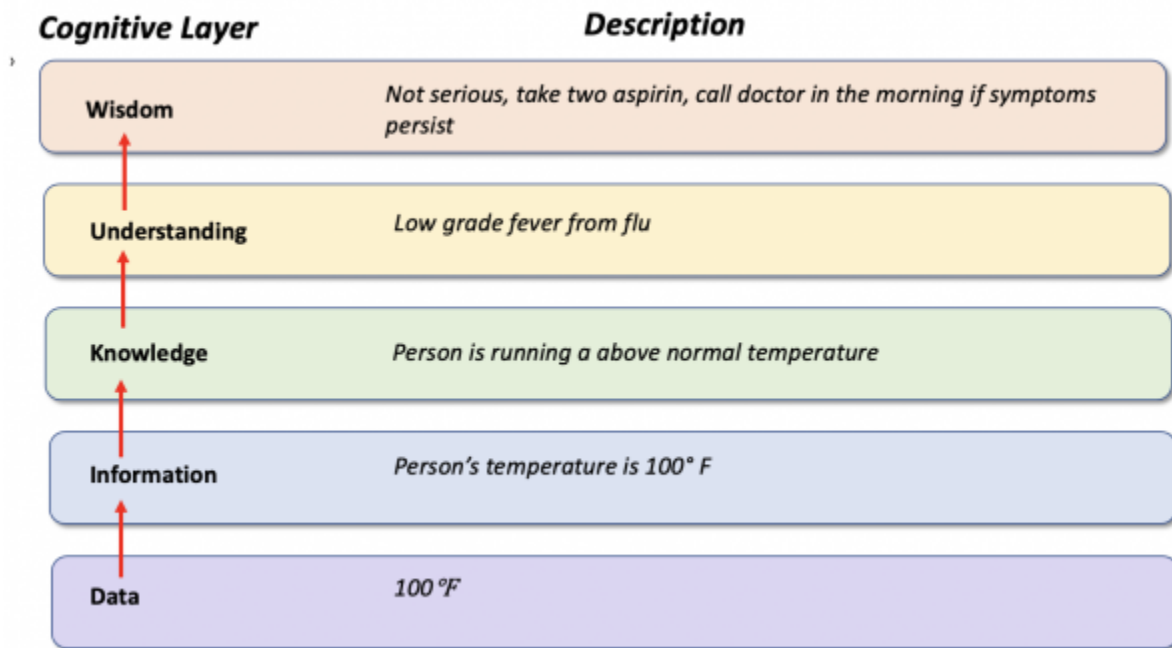 Cognitive Layer Description
Wisdom
Not serious, take two aspirin, call doctor in the morning if symptoms
persist
Understanding
Low grade fever from flu
Knowledge
Person is running a above normal temperature
Information
Person’s temperature is 100° F
Data
100°F